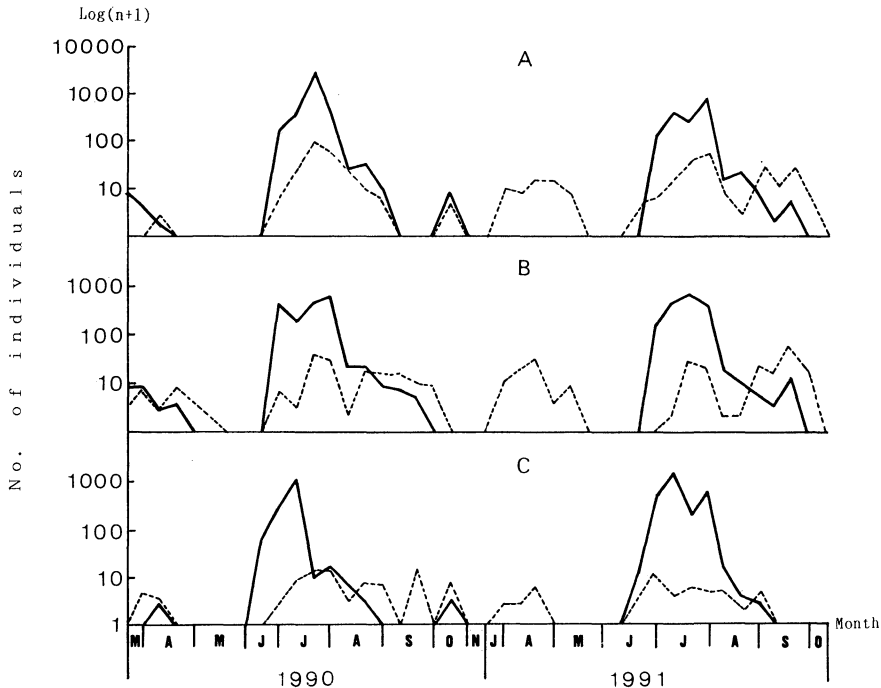 Log(n+1)
No. of individuals
A
10000
1000
100
10
B
1000
100
10
C
1000
100
10
1
M A M J J A S O N J A M J J A S O
Month
1990 1991